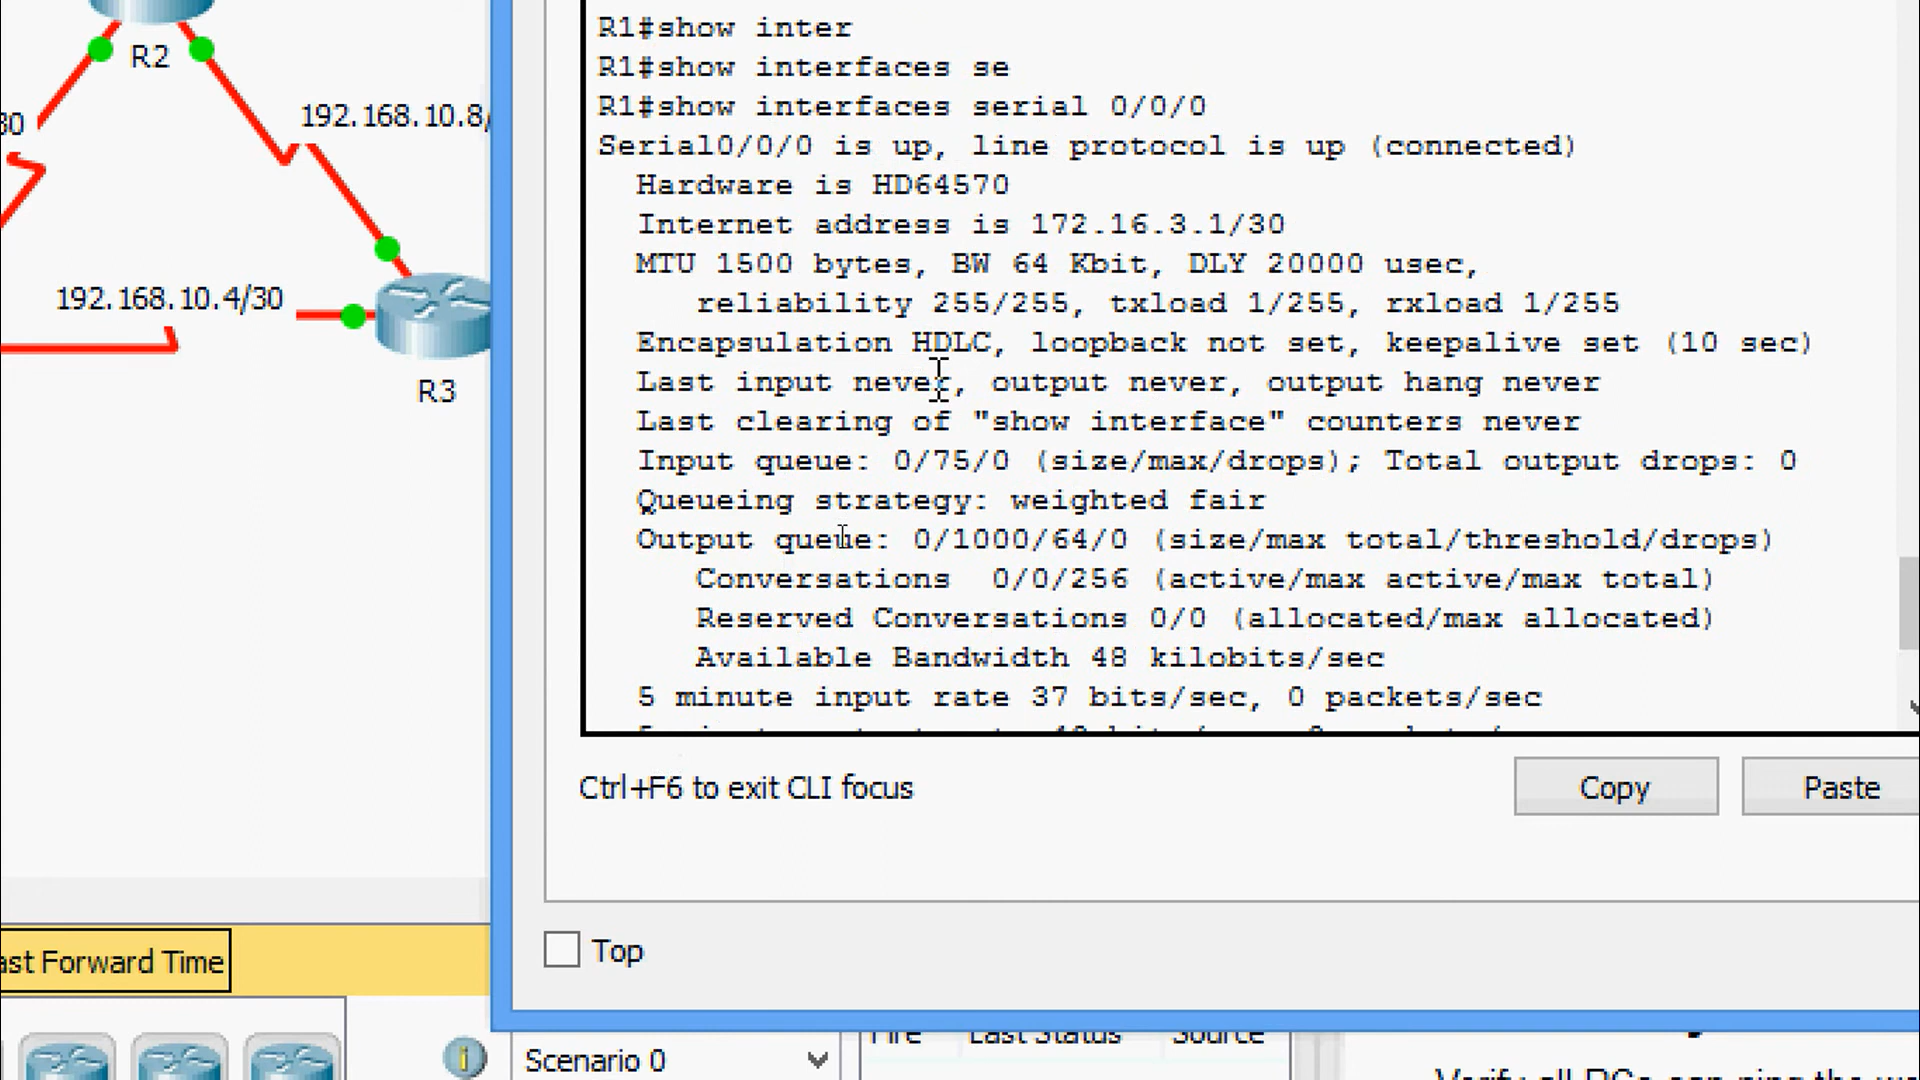 R2
192.168.10.8/
30
192.168.10.4/30
R3
R1#show inter
R1#show interfaces se
R1#show interfaces serial 0/0/0
Serial0/0/0 is up, line protocol is up (connected)
Hardware is HD64570
Internet address is 172.16.3.1/30
MTU 1500 bytes, BW 64 Kbit, DLY 20000 usec,
reliability 255/255, txload 1/255, rxload 1/255
Encapsulation HDLC, loopback not set, keepalive set (10 sec)
Last input never, output never, output hang never
Last clearing of "show interface" counters never
Input queue: 0/75/0 (size/max/drops); Total output drops: 0
Queueing strategy: weighted fair
Output queue: 0/1000/64/0 (size/max total/threshold/drops)
Conversations  0/0/256 (active/max active/max total)
Reserved Conversations 0/0 (allocated/max allocated)
Available Bandwidth 48 kilobits/sec
5 minute input rate 37 bits/sec, 0 packets/sec
Ctrl+F6 to exit CLI focus
Copy
Paste
Top
ast Forward Time
Scenario 0
Fire
Last Status
Source